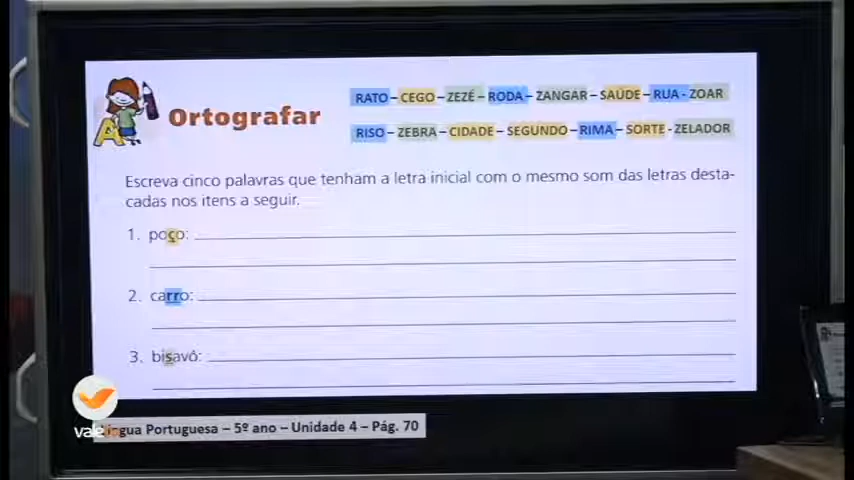 RATO – CEGO – ZEZÉ – RODA – ZANGAR – SAÚDE – RUA - ZOAR
Ortografar
RISO – ZEBRA – CIDADE – SEGUNDO – RIMA – SORTE - ZELADOR
Escreva cinco palavras que tenham a letra inicial com o mesmo som das letras desta-
cadas nos itens a seguir.
1. poço:
2. carro:
3. bisavô:
A
Língua Portuguesa – 5º ano – Unidade 4 – Pág. 70